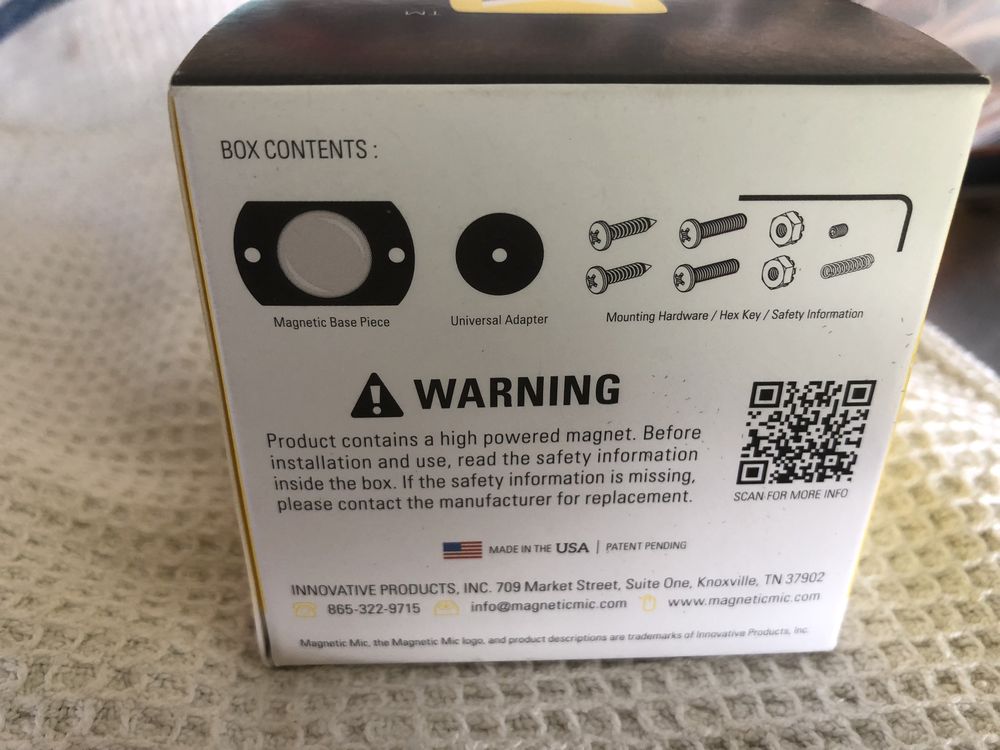 TM
BOX CONTENTS :
Magnetic Base Piece
Universal Adapter
Mounting Hardware / Hex Key / Safety Information
WARNING
Product contains a high powered magnet. Before
installation and use, read the safety information
inside the box. If the safety information is missing,
please contact the manufacturer for replacement.
SCAN FOR MORE INFO
MADE IN THE USA | PATENT PENDING
INNOVATIVE PRODUCTS, INC. 709 Market Street, Suite One, Knoxville, TN 37902
865-322-9715 info@magneticmic.com www.magneticmic.com
Magnetic Mic, the Magnetic Mic logo, and product descriptions are trademarks of Innovative Products, Inc.